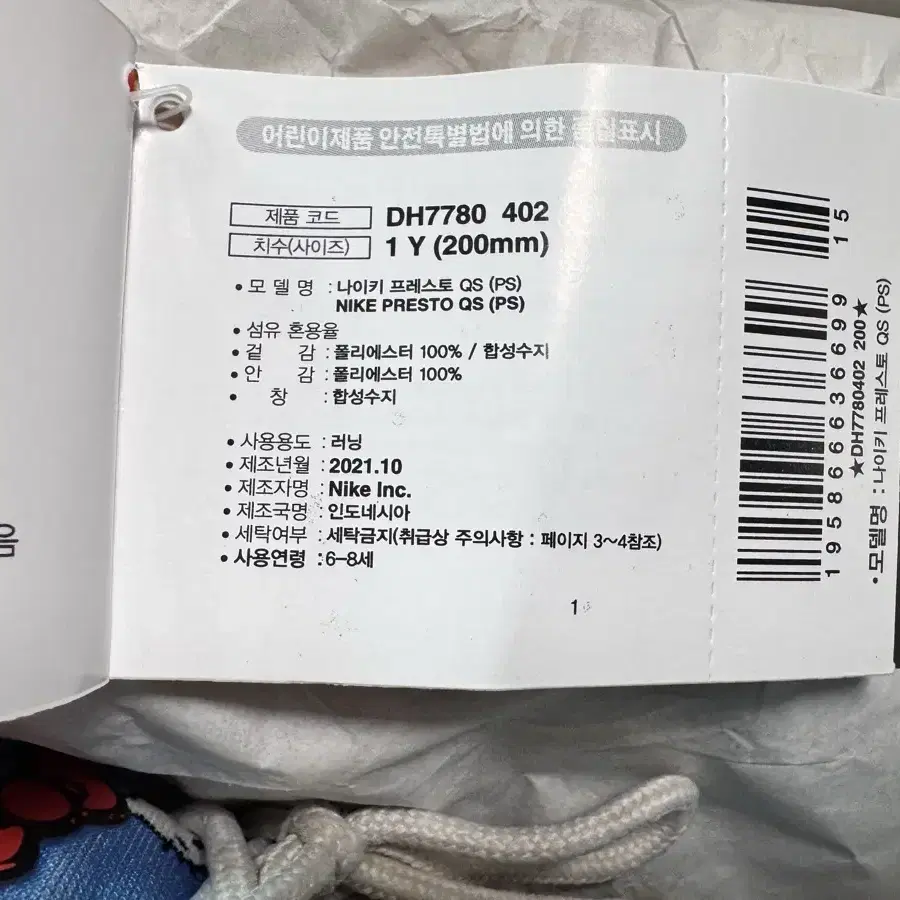 어린이제품 안전특별법에 의한 품질표시
제품 코드 DH7780 402
치수(사이즈) 1 Y (200mm)
• 모 델 명 : 나이키 프레스토 QS (PS)
NIKE PRESTO QS (PS)
• 섬유 혼용율
• 겉 감 : 폴리에스터 100% / 합성수지
• 안 감 : 폴리에스터 100%
• 창 : 합성수지
• 사용용도 : 러닝
• 제조년월 : 2021.10
• 제조자명 : Nike Inc.
• 제조국명 : 인도네시아
• 세탁여부 : 세탁금지(취급상 주의사항 : 페이지 3~4참조)
• 사용연령 : 6-8세
1
195866636699 15
★DH7780402 200★
• 모델명 : 나이키 프레스토 QS (PS)
음